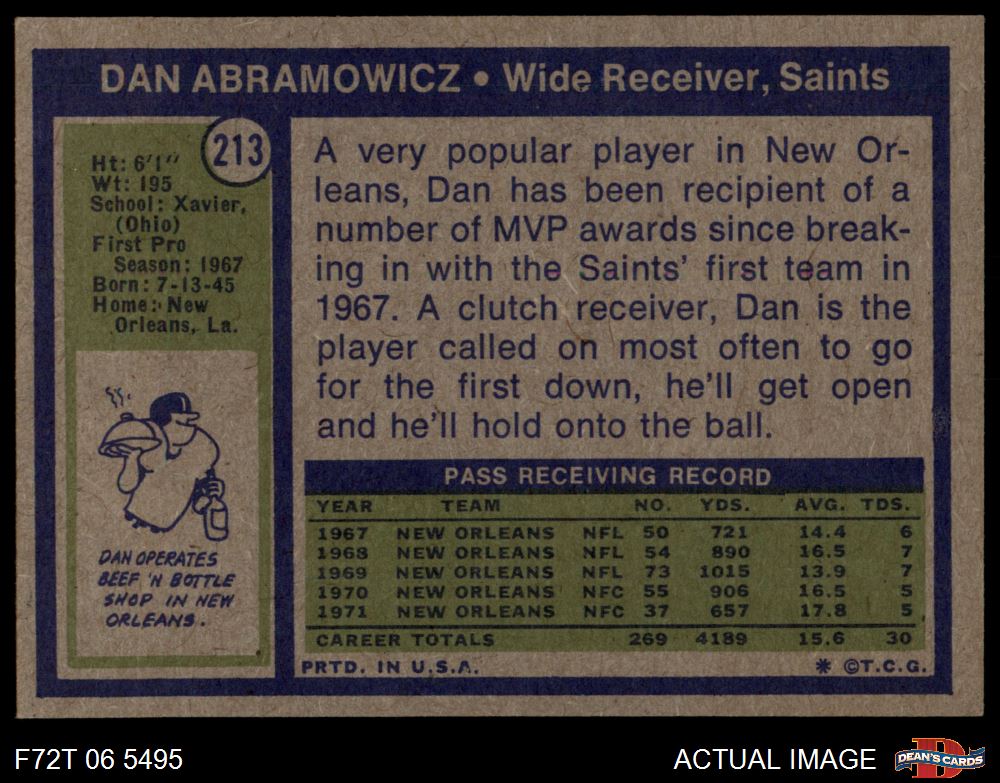 DAN ABRAMOWICZ • Wide Receiver, Saints
213
Ht: 6'1"
Wt: 195
School: Xavier,
(Ohio)
First Pro
Season: 1967
Born: 7-13-45
Home: New
Orleans, La.
DAN OPERATES
BEEF 'N BOTTLE
SHOP IN NEW
ORLEANS.
A very popular player in New Or-
leans, Dan has been recipient of a
number of MVP awards since break-
ing in with the Saints' first team in
1967. A clutch receiver, Dan is the
player called on most often to go
for the first down, he'll get open
and he'll hold onto the ball.
PASS RECEIVING RECORD
YEAR TEAM NO. YDS. AVG. TDS.
1967 NEW ORLEANS NFL 50 721 14.4 6
1968 NEW ORLEANS NFL 54 890 16.5 7
1969 NEW ORLEANS NFL 73 1015 13.9 7
1970 NEW ORLEANS NFC 55 906 16.5 5
1971 NEW ORLEANS NFC 37 657 17.8 5
CAREER TOTALS 269 4189 15.6 30
PRTD. IN U.S.A. * ©T.C.G.
F72T 06 5495 ACTUAL IMAGE
D
DEAN'S CARDS